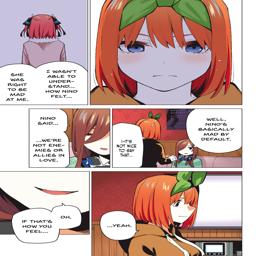 I WASN'T
ABLE TO
UNDER-
STAND...
HOW NINO
FELT...
SHE
WAS RIGHT
TO BE
MAD AT
ME.
WELL,
NINO'S
BASICALLY
MAD BY
DEFAULT.
I-IT'S
NOT NICE
TO SAY
THAT...
NINO
SAID...
...WE'RE
NOT ENE-
MIES OR
ALLIES IN
LOVE.
OH,
IF THAT'S
HOW YOU
FEEL...
...YEAH.